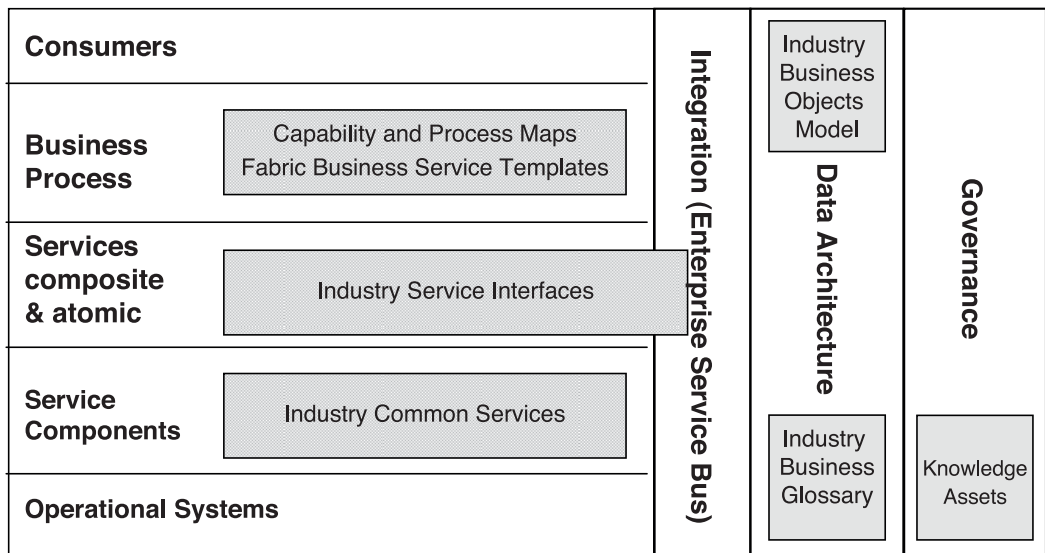 Consumers
Business
Process
Capability and Process Maps
Fabric Business Service Templates
Services
composite
& atomic
Industry Service Interfaces
Service
Components
Industry Common Services
Operational Systems
Integration (Enterprise Service Bus)
Industry
Business
Objects
Model
Data Architecture
Industry
Business
Glossary
Governance
Knowledge
Assets